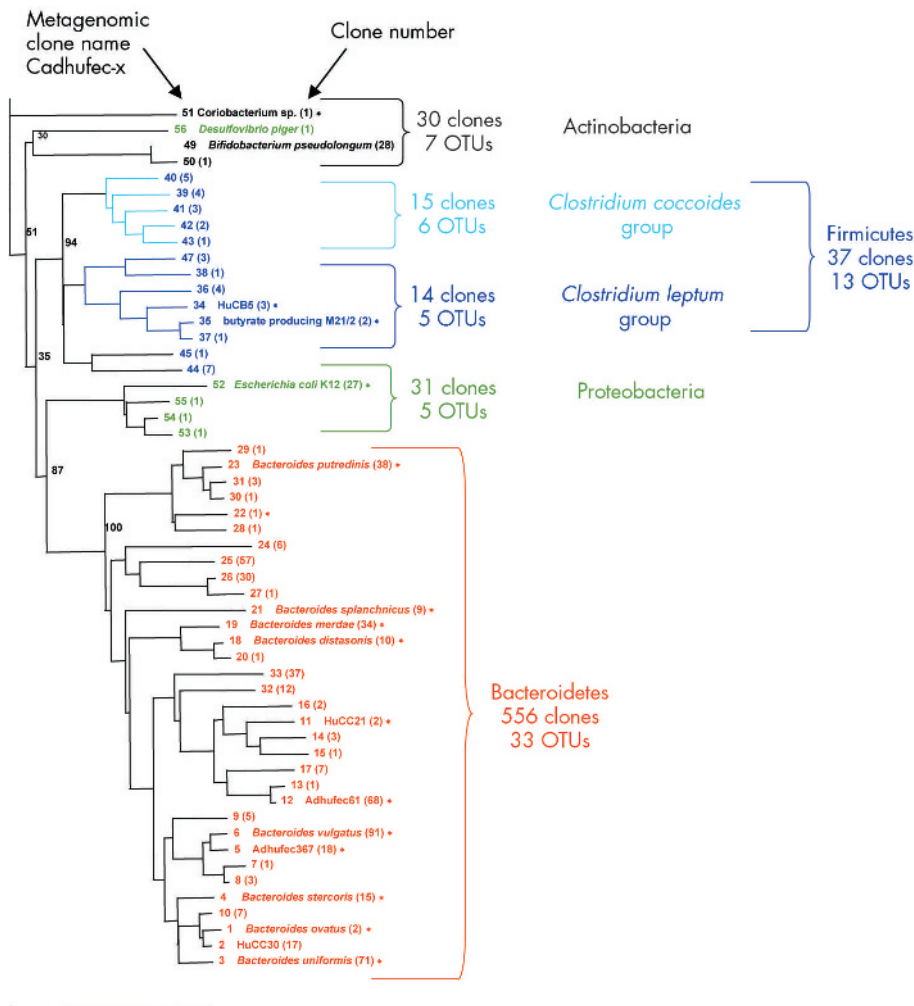 Metagenomic
clone name
Cadhufec-x
Clone number
51 Coriobacterium sp. (1) *
56 Desulfovibrio piger (1)
30
49 Bifidobacterium pseudolongum (28)
50 (1)
30 clones
7 OTUs
Actinobacteria
40 (5)
39 (4)
41 (3)
42 (2)
43 (1)
51
94
15 clones
6 OTUs
Clostridium coccoides
group
47 (3)
38 (1)
36 (4)
34 HuCB5 (3) *
35 butyrate producing M21/2 (2) *
37 (1)
14 clones
5 OTUs
Clostridium leptum
group
Firmicutes
37 clones
13 OTUs
45 (1)
44 (7)
35
52 Escherichia coli K12 (27) *
55 (1)
54 (1)
53 (1)
31 clones
5 OTUs
Proteobacteria
87
29 (1)
23 Bacteroides putredinis (38) *
31 (3)
30 (1)
22 (1) *
28 (1)
100
24 (6)
25 (57)
26 (30)
27 (1)
21 Bacteroides splanchnicus (9) *
19 Bacteroides merdae (34) *
18 Bacteroides distasonis (10) *
20 (1)
33 (37)
32 (12)
16 (2)
11 HuCC21 (2) *
14 (3)
15 (1)
17 (7)
13 (1)
12 Adhufec61 (68) *
Bacteroidetes
556 clones
33 OTUs
9 (5)
6 Bacteroides vulgatus (91) *
5 Adhufec367 (18) *
7 (1)
8 (3)
4 Bacteroides stercoris (15) *
10 (7)
1 Bacteroides ovatus (2) *
2 HuCC30 (17)
3 Bacteroides uniformis (71) *